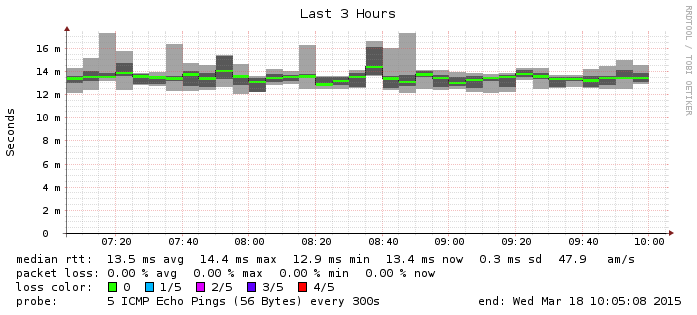 Last 3 Hours
RRDTOOL / TOBI OETIKER
Seconds
16 m
14 m
12 m
10 m
8 m
6 m
4 m
2 m
0
07:20 07:40 08:00 08:20 08:40 09:00 09:20 09:40 10:00
median rtt: 13.5 ms avg 14.4 ms max 12.9 ms min 13.4 ms now 0.3 ms sd 47.9 am/s
packet loss: 0.00 % avg 0.00 % max 0.00 % min 0.00 % now
loss color: 0 1/5 2/5 3/5 4/5
probe: 5 ICMP Echo Pings (56 Bytes) every 300s end: Wed Mar 18 10:05:08 2015